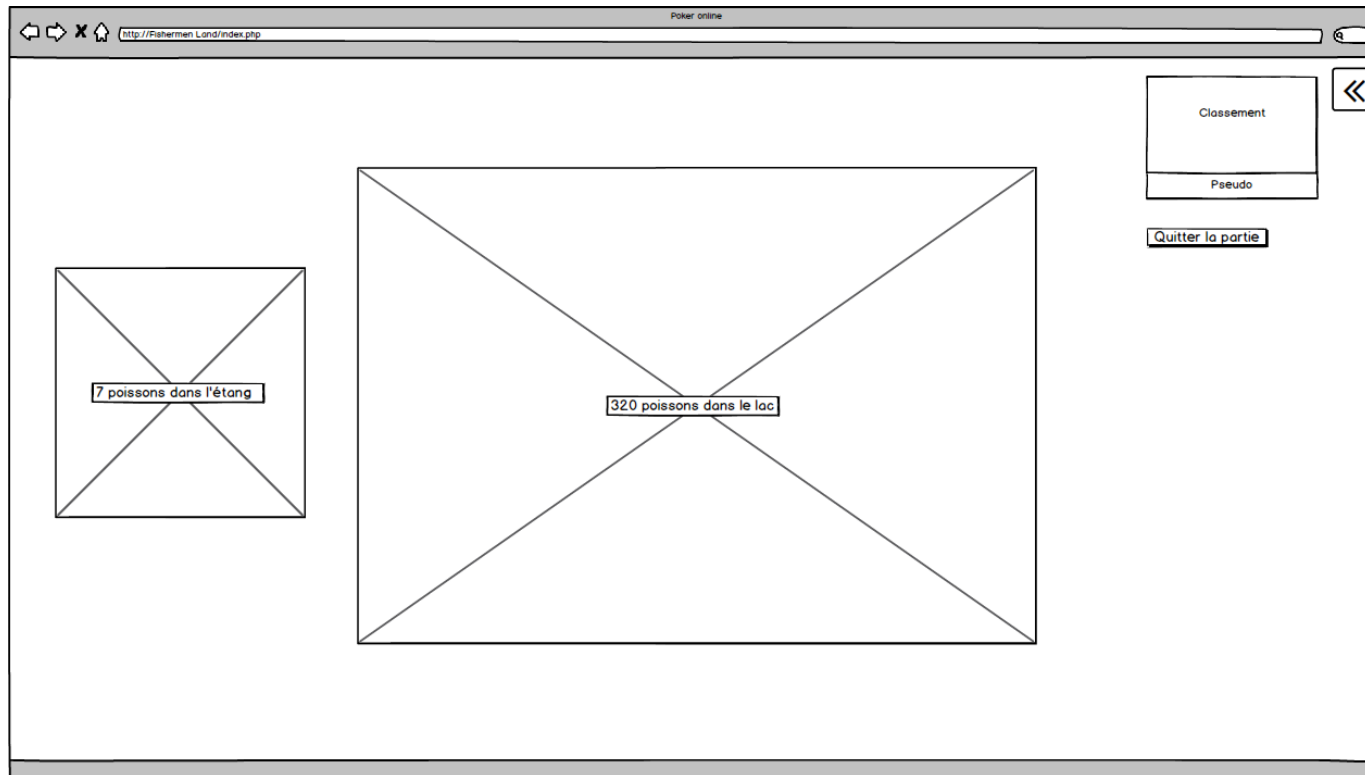 Poker online
http://Fishermen Land/index.php
Classement
Pseudo
Quitter la partie
7 poissons dans l'étang
320 poissons dans le lac